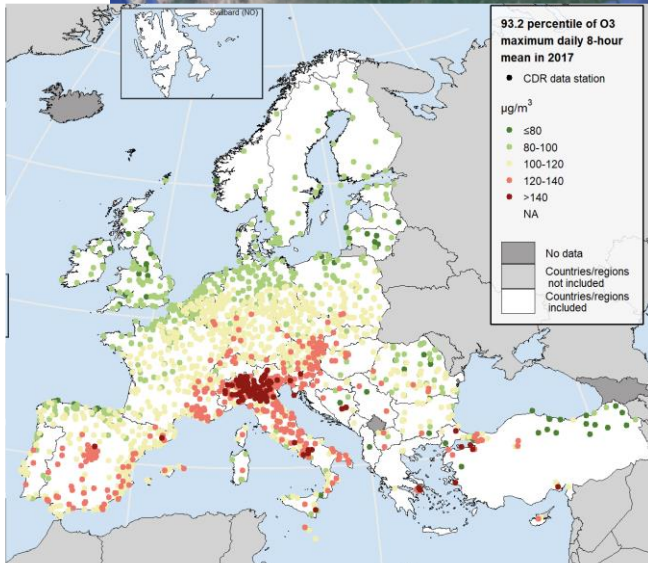 Svalbard (NO)
93.2 percentile of O3
maximum daily 8-hour
mean in 2017
CDR data station
µg/m³
≤80
80-100
100-120
120-140
>140
NA
No data
Countries/regions
not included
Countries/regions
included